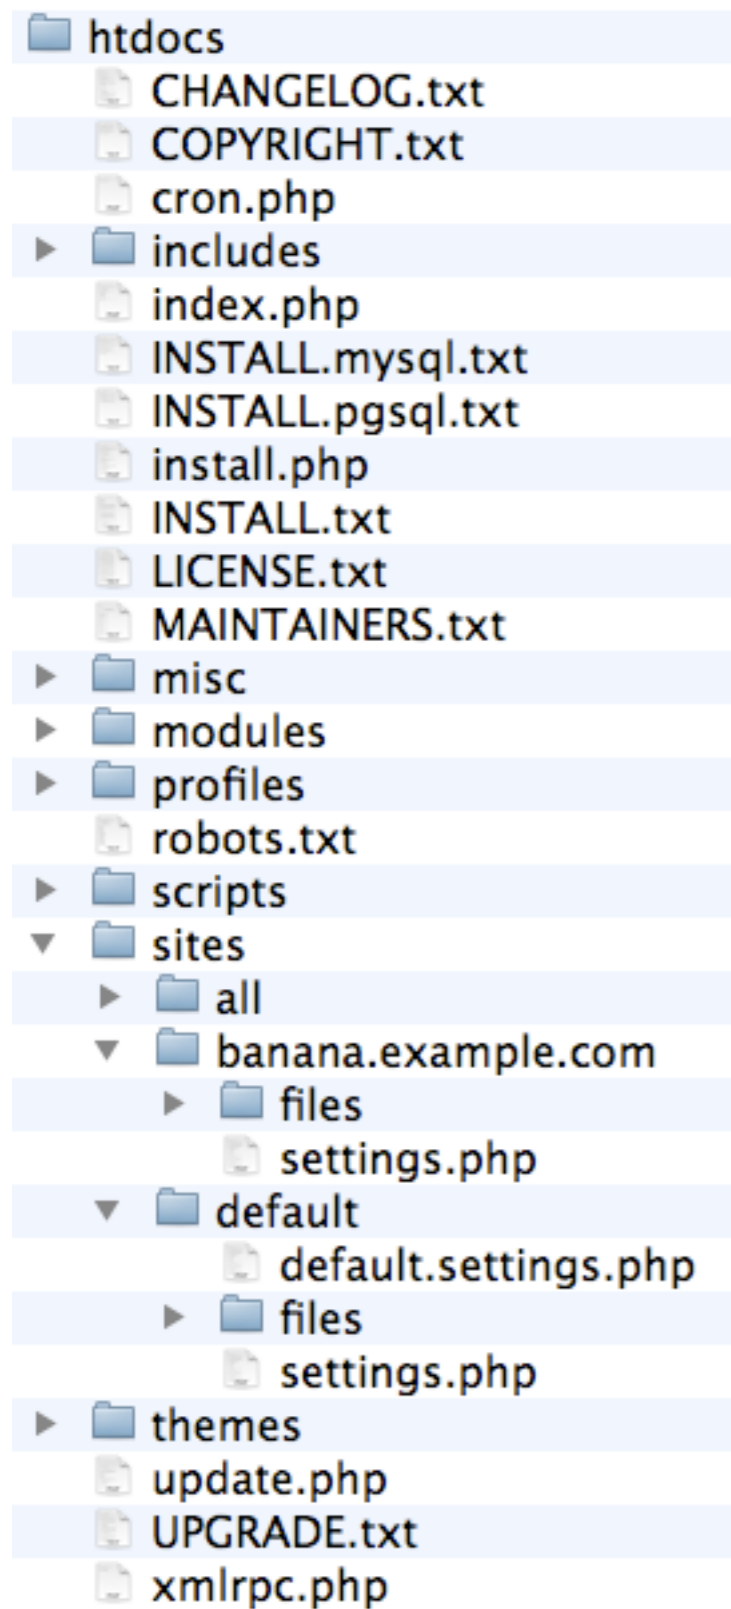 htdocs
CHANGELOG.txt
COPYRIGHT.txt
cron.php
includes
index.php
INSTALL.mysql.txt
INSTALL.pgsql.txt
install.php
INSTALL.txt
LICENSE.txt
MAINTAINERS.txt
misc
modules
profiles
robots.txt
scripts
sites
all
banana.example.com
files
settings.php
default
default.settings.php
files
settings.php
themes
update.php
UPGRADE.txt
xmlrpc.php